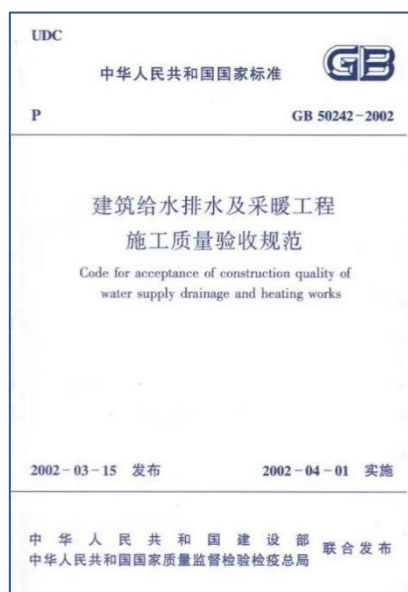 UDC
中华人民共和国国家标准
GB
P
GB 50242-2002
建筑给水排水及采暖工程
施工质量验收规范
Code for acceptance of construction quality of
water supply drainage and heating works
2002-03-15 发布
2002-04-01 实施
中华人民共和国建设部
中华人民共和国国家质量监督检验检疫总局
联合发布